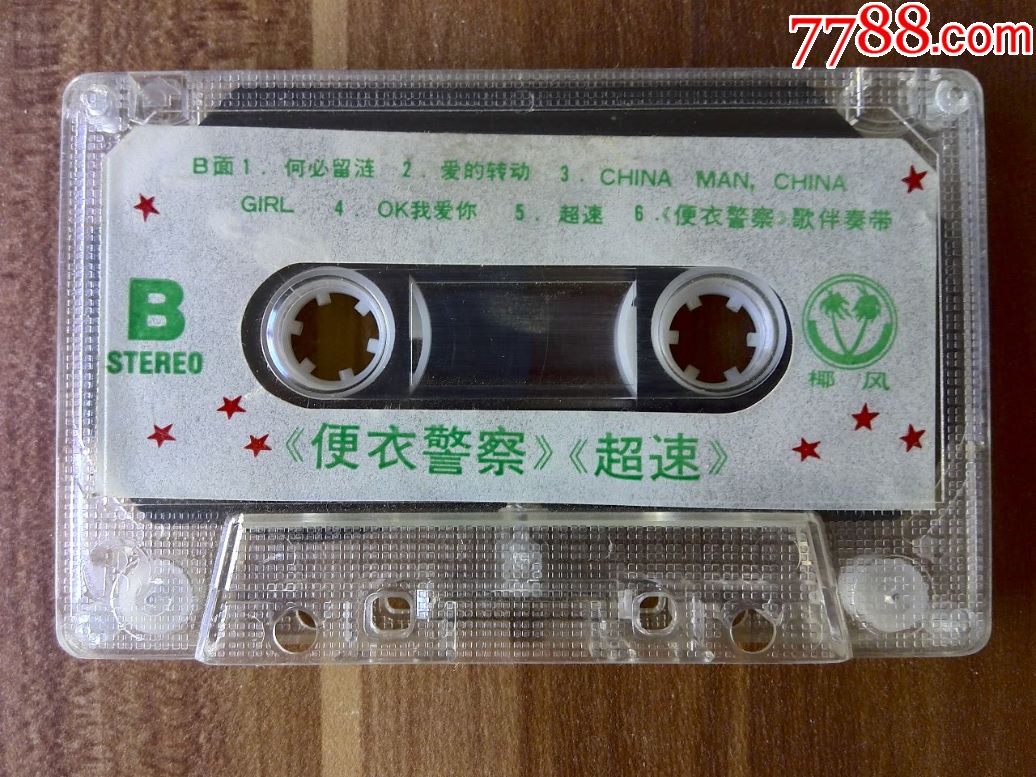 7788.com
B面1．何必留涟 2．爱的转动 3．CHINA MAN, CHINA
GIRL 4．OK我爱你 5．超速 6．《便衣警察》歌伴奏带
B
STEREO
椰风
《便衣警察》《超速》